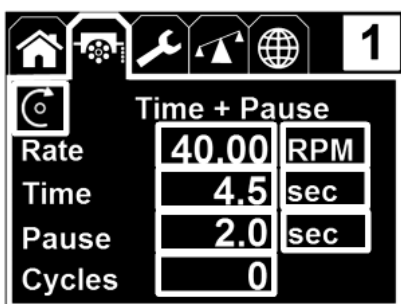 1
Time + Pause
Rate 40.00 RPM
Time 4.5 sec
Pause 2.0 sec
Cycles 0